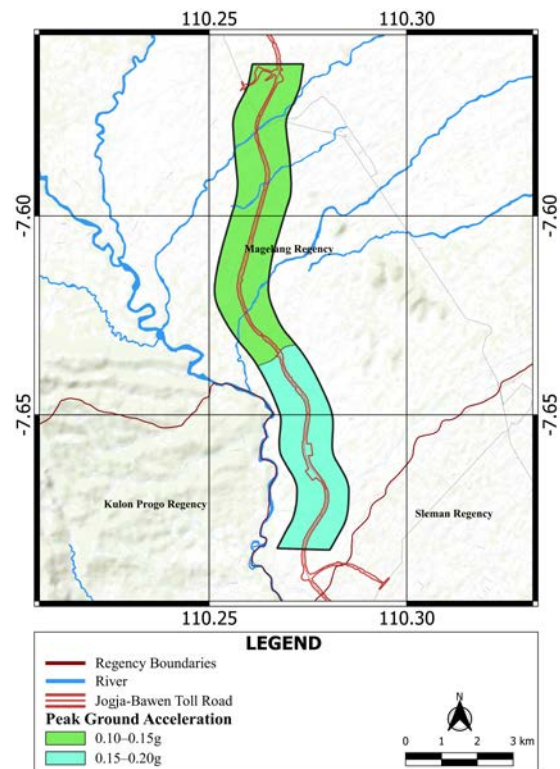 110.25 110.30
-7.60 -7.60
Magelang Regency
-7.65 -7.65
Kulon Progo Regency
Sleman Regency
110.25 110.30
LEGEND
Regency Boundaries
River
Jogja-Bawen Toll Road
Peak Ground Acceleration
0.10–0.15g
0.15–0.20g
N
0 1 2 3 km